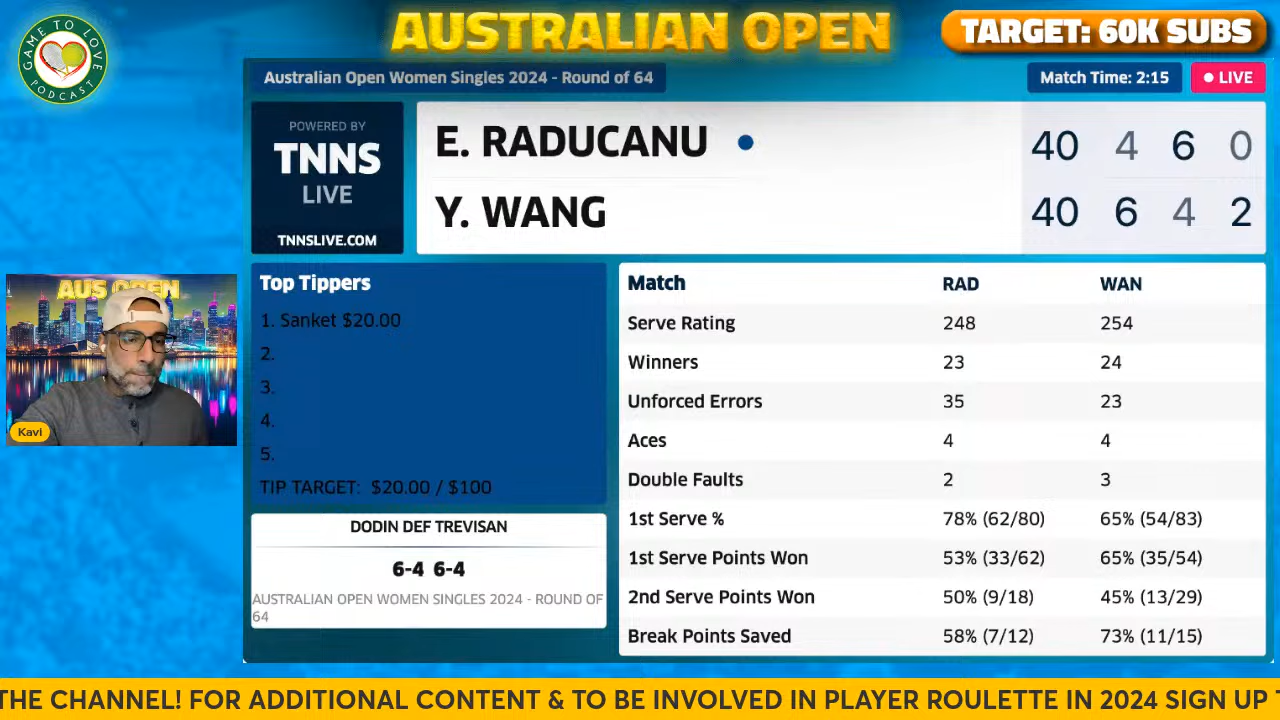 GAME TO LOVE
PODCAST
AUSTRALIAN OPEN
TARGET: 60K SUBS
Australian Open Women Singles 2024 - Round of 64
Match Time: 2:15
LIVE
POWERED BY
TNNS
LIVE
TNNSLIVE.COM
E. RADUCANU 40 4 6 0
Y. WANG 40 6 4 2
AUS OPEN
Kavi
Top Tippers
1. Sanket $20.00
2.
3.
4.
5.
TIP TARGET: $20.00 / $100
DODIN DEF TREVISAN
6-4 6-4
AUSTRALIAN OPEN WOMEN SINGLES 2024 - ROUND OF
64
Match RAD WAN
Serve Rating 248 254
Winners 23 24
Unforced Errors 35 23
Aces 4 4
Double Faults 2 3
1st Serve % 78% (62/80) 65% (54/83)
1st Serve Points Won 53% (33/62) 65% (35/54)
2nd Serve Points Won 50% (9/18) 45% (13/29)
Break Points Saved 58% (7/12) 73% (11/15)
THE CHANNEL! FOR ADDITIONAL CONTENT & TO BE INVOLVED IN PLAYER ROULETTE IN 2024 SIGN UP